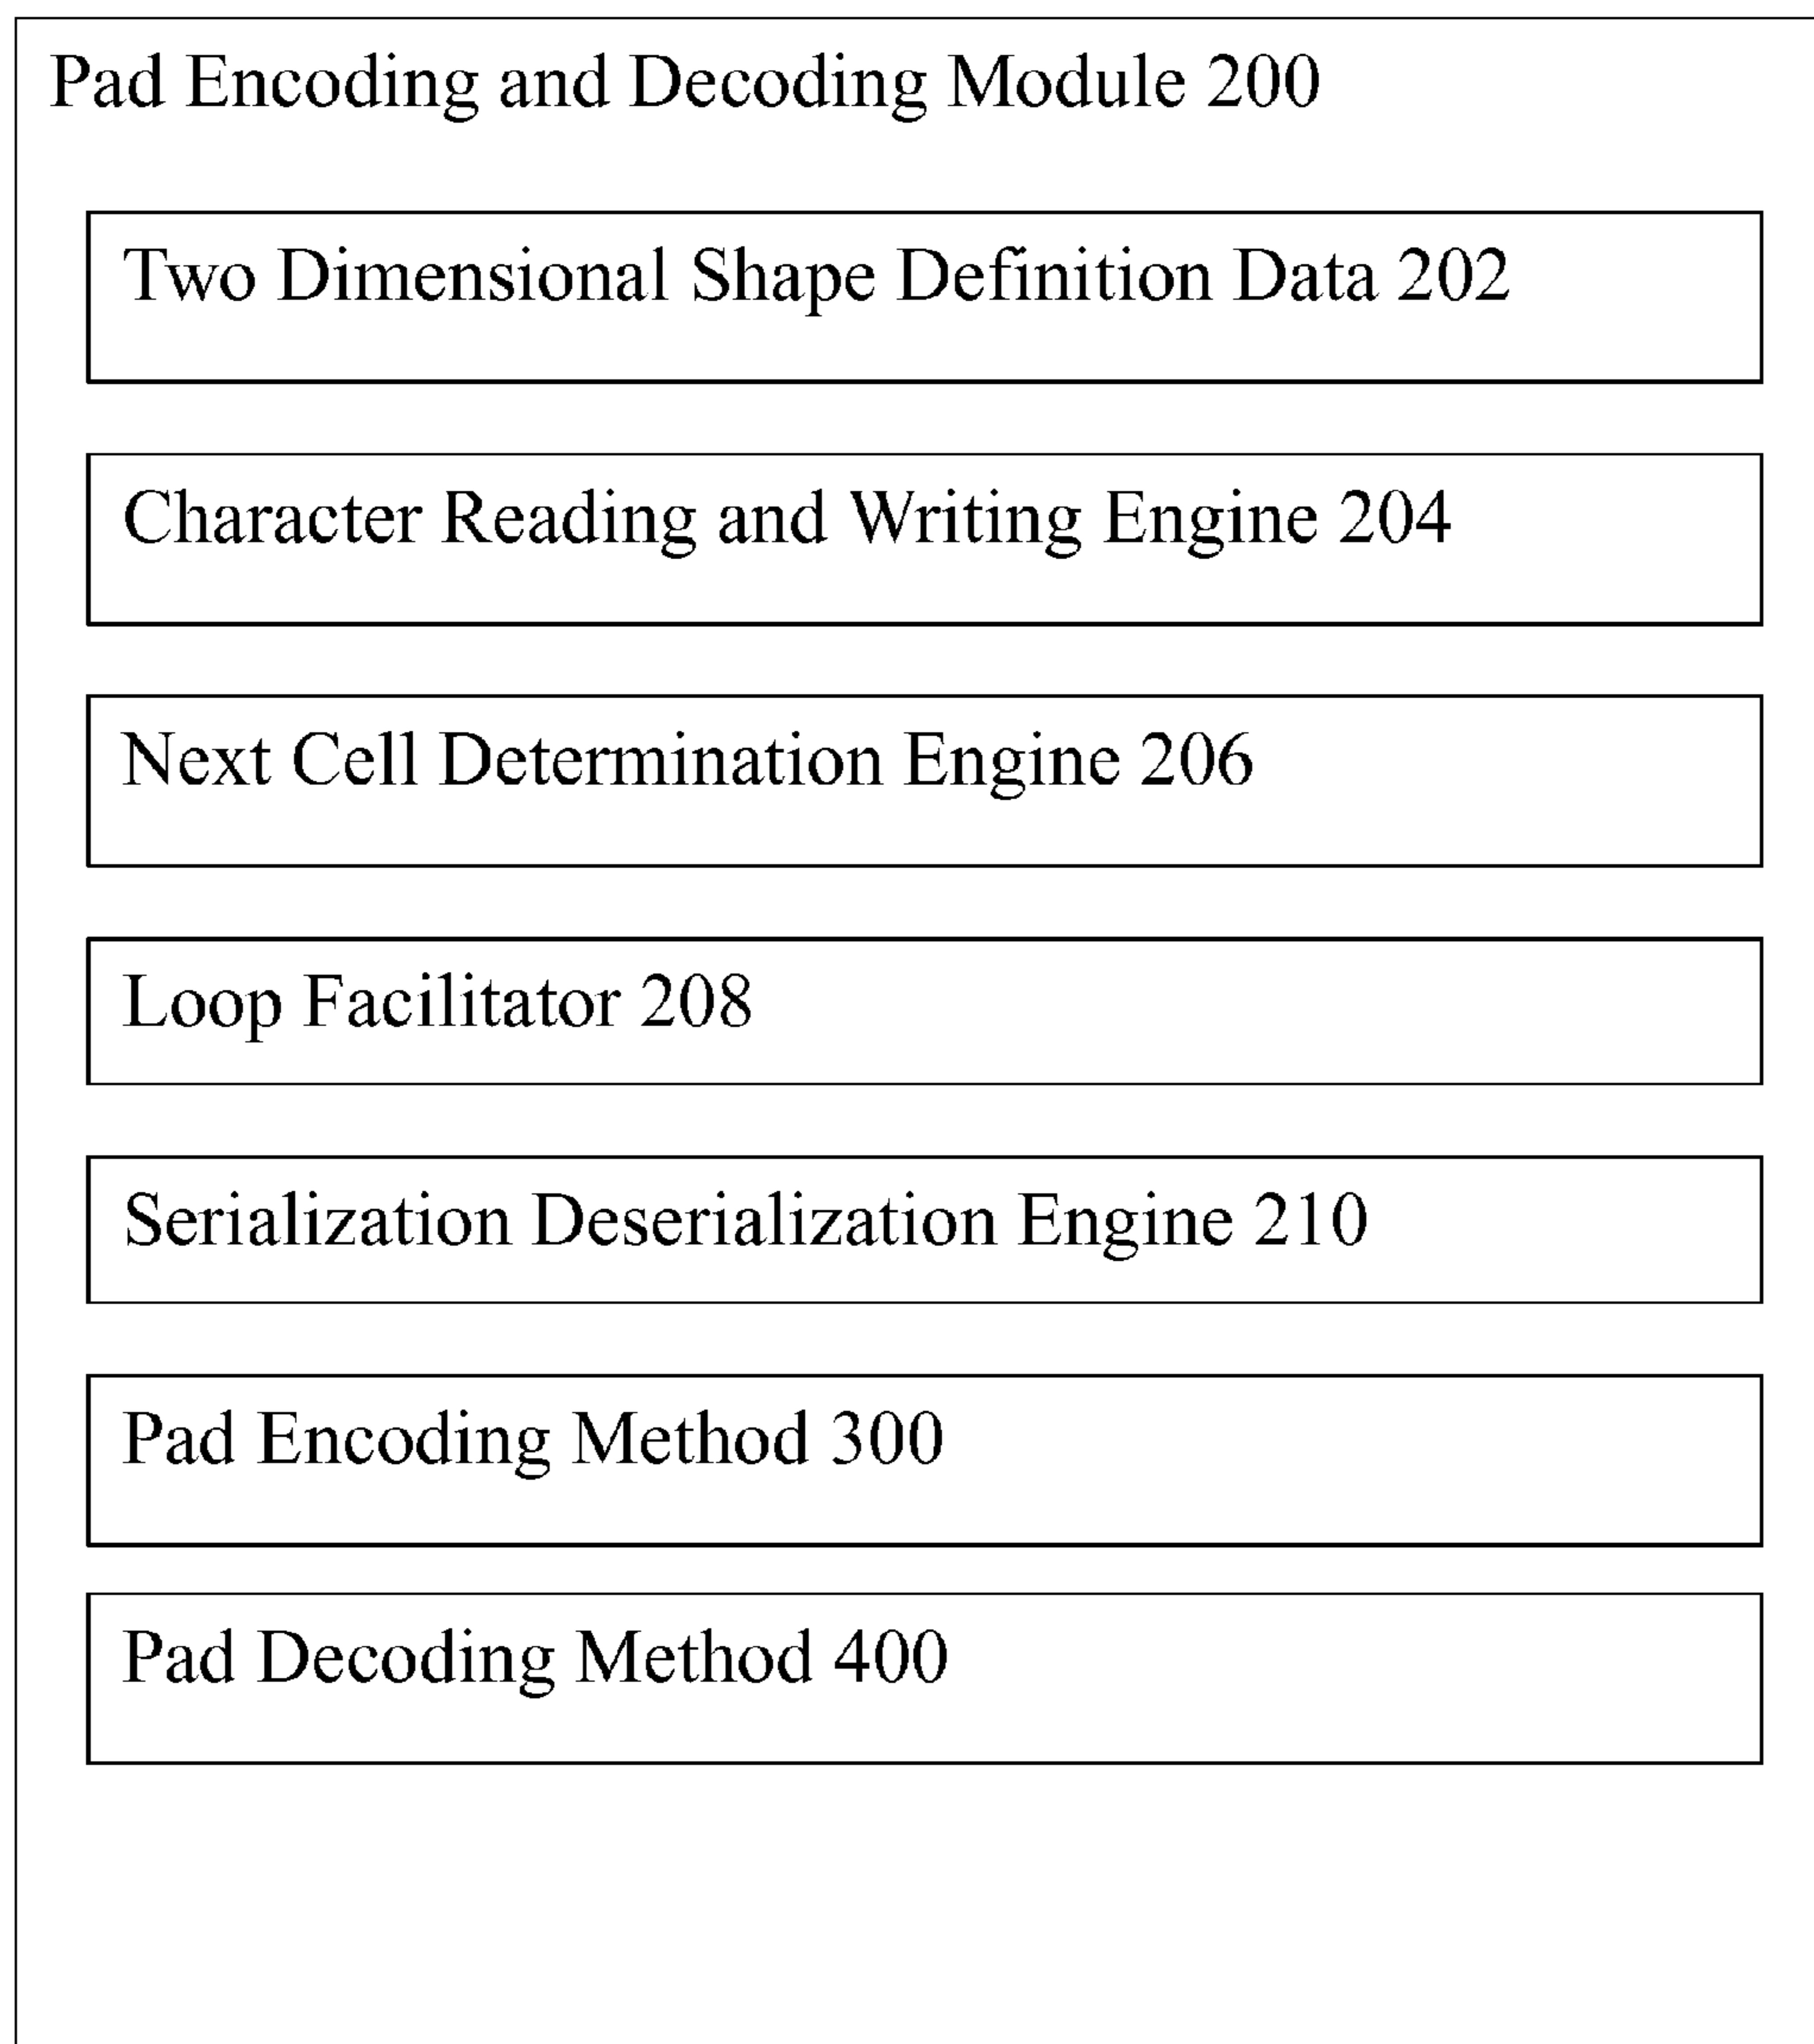 Pad Encoding and Decoding Module 200
Two Dimensional Shape Definition Data 202
Character Reading and Writing Engine 204
Next Cell Determination Engine 206
Loop Facilitator 208
Serialization Deserialization Engine 210
Pad Encoding Method 300
Pad Decoding Method 400